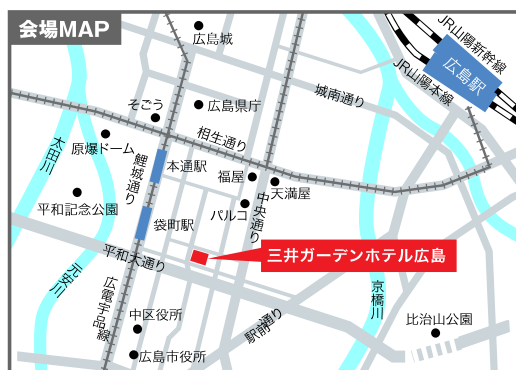 会場MAP
広島城
JR山陽新幹線
広島駅
JR山陽本線
城南通り
そごう
広島県庁
相生通り
原爆ドーム
太田川
鯉城通り
本通駅
福屋
天満屋
中央通り
平和記念公園
パルコ
袋町駅
平和大通り
三井ガーデンホテル広島
元安川
広電宇品線
京橋川
中区役所
駅前通り
比治山公園
広島市役所